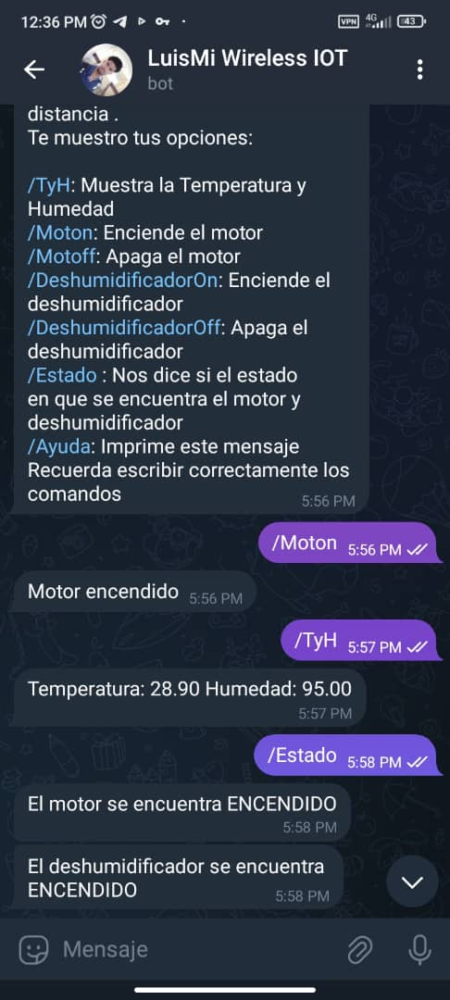 12:36 PM
VPN 4G 43
LuisMi Wireless IOT
bot
distancia .
Te muestro tus opciones:
/TyH: Muestra la Temperatura y
Humedad
/Moton: Enciende el motor
/Motoff: Apaga el motor
/DeshumidificadorOn: Enciende el
deshumidificador
/DeshumidificadorOff: Apaga el
deshumidificador
/Estado : Nos dice si el estado
en que se encuentra el motor y
deshumidificador
/Ayuda: Imprime este mensaje
Recuerda escribir correctamente los
comandos
5:56 PM
/Moton 5:56 PM
Motor encendido 5:56 PM
/TyH 5:57 PM
Temperatura: 28.90 Humedad: 95.00
5:57 PM
/Estado 5:58 PM
El motor se encuentra ENCENDIDO
5:58 PM
El deshumidificador se encuentra
ENCENDIDO 5:58 PM
Mensaje